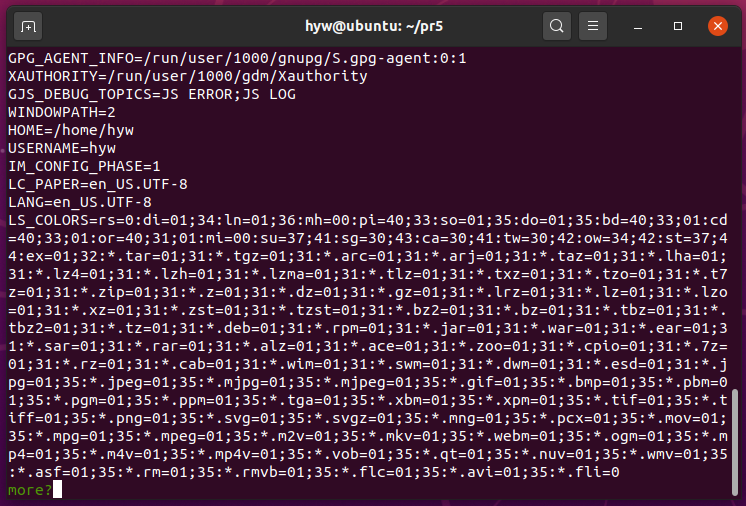 hyw@ubuntu: ~/pr5
GPG_AGENT_INFO=/run/user/1000/gnupg/S.gpg-agent:0:1
XAUTHORITY=/run/user/1000/gdm/Xauthority
GJS_DEBUG_TOPICS=JS ERROR;JS LOG
WINDOWPATH=2
HOME=/home/hyw
USERNAME=hyw
IM_CONFIG_PHASE=1
LC_PAPER=en_US.UTF-8
LANG=en_US.UTF-8
LS_COLORS=rs=0:di=01;34:ln=01;36:mh=00:pi=40;33:so=01;35:do=01;35:bd=40;33;01:cd
=40;33;01:or=40;31;01:mi=00:su=37;41:sg=30;43:ca=30;41:tw=30;42:ow=34;42:st=37;4
4:ex=01;32:*.tar=01;31:*.tgz=01;31:*.arc=01;31:*.arj=01;31:*.taz=01;31:*.lha=01;
31:*.lz4=01;31:*.lzh=01;31:*.lzma=01;31:*.tlz=01;31:*.txz=01;31:*.tzo=01;31:*.t7
z=01;31:*.zip=01;31:*.z=01;31:*.dz=01;31:*.gz=01;31:*.lrz=01;31:*.lz=01;31:*.lzo
=01;31:*.xz=01;31:*.zst=01;31:*.tzst=01;31:*.bz2=01;31:*.bz=01;31:*.tbz=01;31:*.
tbz2=01;31:*.tz=01;31:*.deb=01;31:*.rpm=01;31:*.jar=01;31:*.war=01;31:*.ear=01;3
1:*.sar=01;31:*.rar=01;31:*.alz=01;31:*.ace=01;31:*.zoo=01;31:*.cpio=01;31:*.7z=
01;31:*.rz=01;31:*.cab=01;31:*.wim=01;31:*.swm=01;31:*.dwm=01;31:*.esd=01;31:*.j
pg=01;35:*.jpeg=01;35:*.mjpg=01;35:*.mjpeg=01;35:*.gif=01;35:*.bmp=01;35:*.pbm=0
1;35:*.pgm=01;35:*.ppm=01;35:*.tga=01;35:*.xbm=01;35:*.xpm=01;35:*.tif=01;35:*.t
iff=01;35:*.png=01;35:*.svg=01;35:*.svgz=01;35:*.mng=01;35:*.pcx=01;35:*.mov=01;
35:*.mpg=01;35:*.mpeg=01;35:*.m2v=01;35:*.mkv=01;35:*.webm=01;35:*.ogm=01;35:*.m
p4=01;35:*.m4v=01;35:*.mp4v=01;35:*.vob=01;35:*.qt=01;35:*.nuv=01;35:*.wmv=01;35
:*.asf=01;35:*.rm=01;35:*.rmvb=01;35:*.flc=01;35:*.avi=01;35:*.fli=0
more?